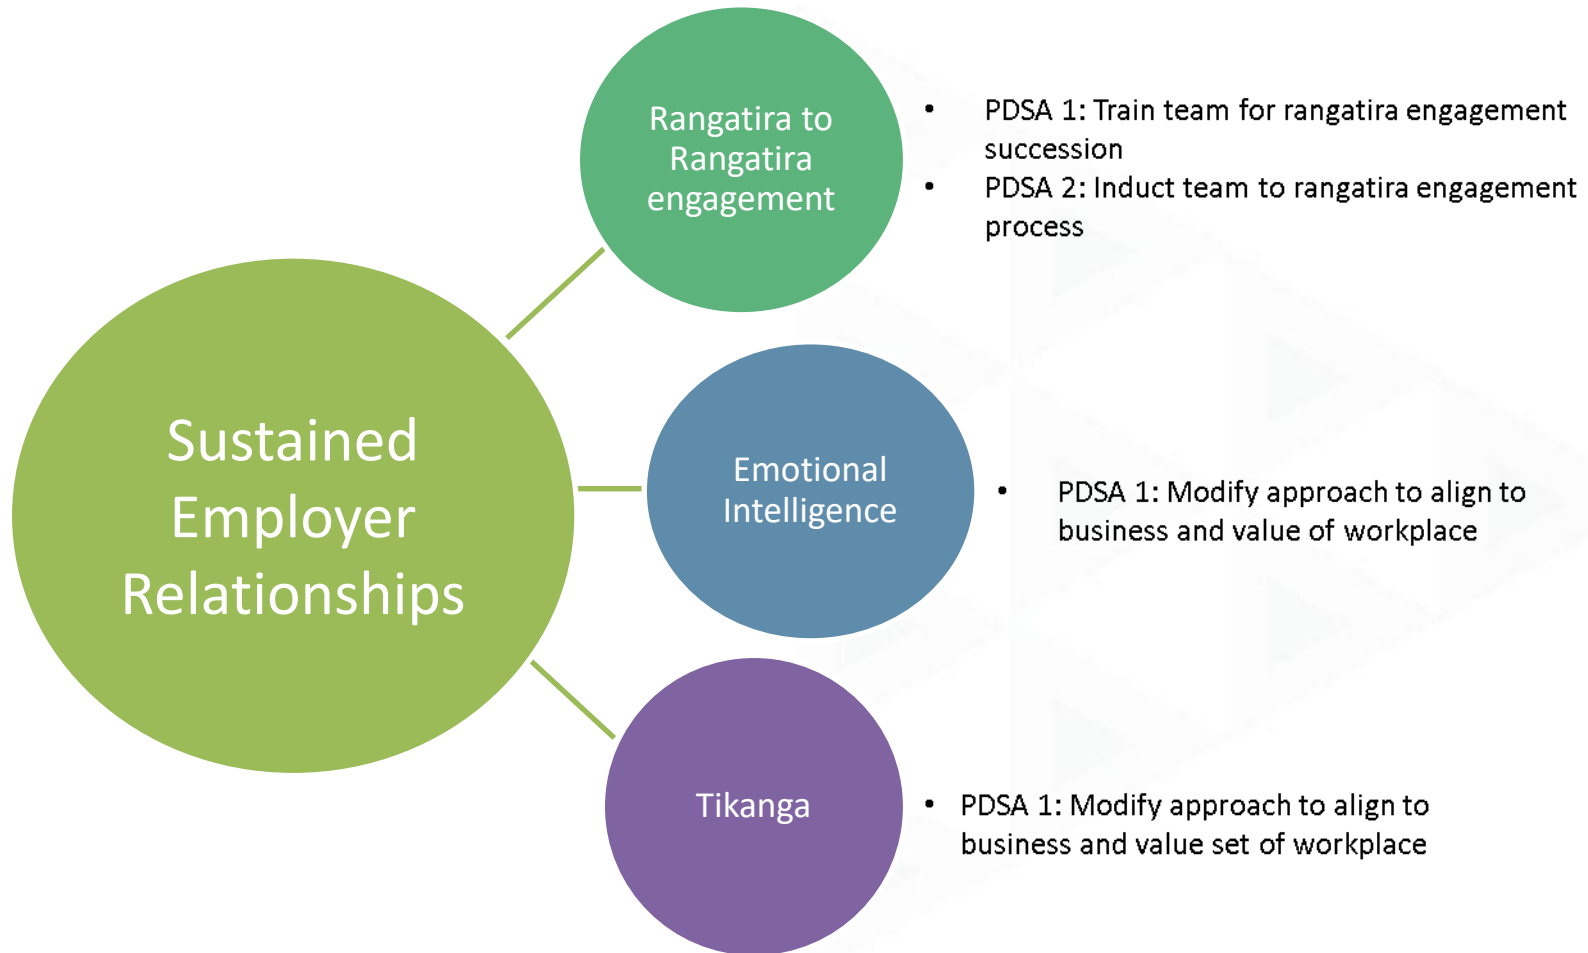 Sustained
Employer
Relationships
Rangatira to
Rangatira
engagement
• PDSA 1: Train team for rangatira engagement
succession
• PDSA 2: Induct team to rangatira engagement
process
Emotional
Intelligence
• PDSA 1: Modify approach to align to
business and value of workplace
Tikanga
• PDSA 1: Modify approach to align to
business and value set of workplace